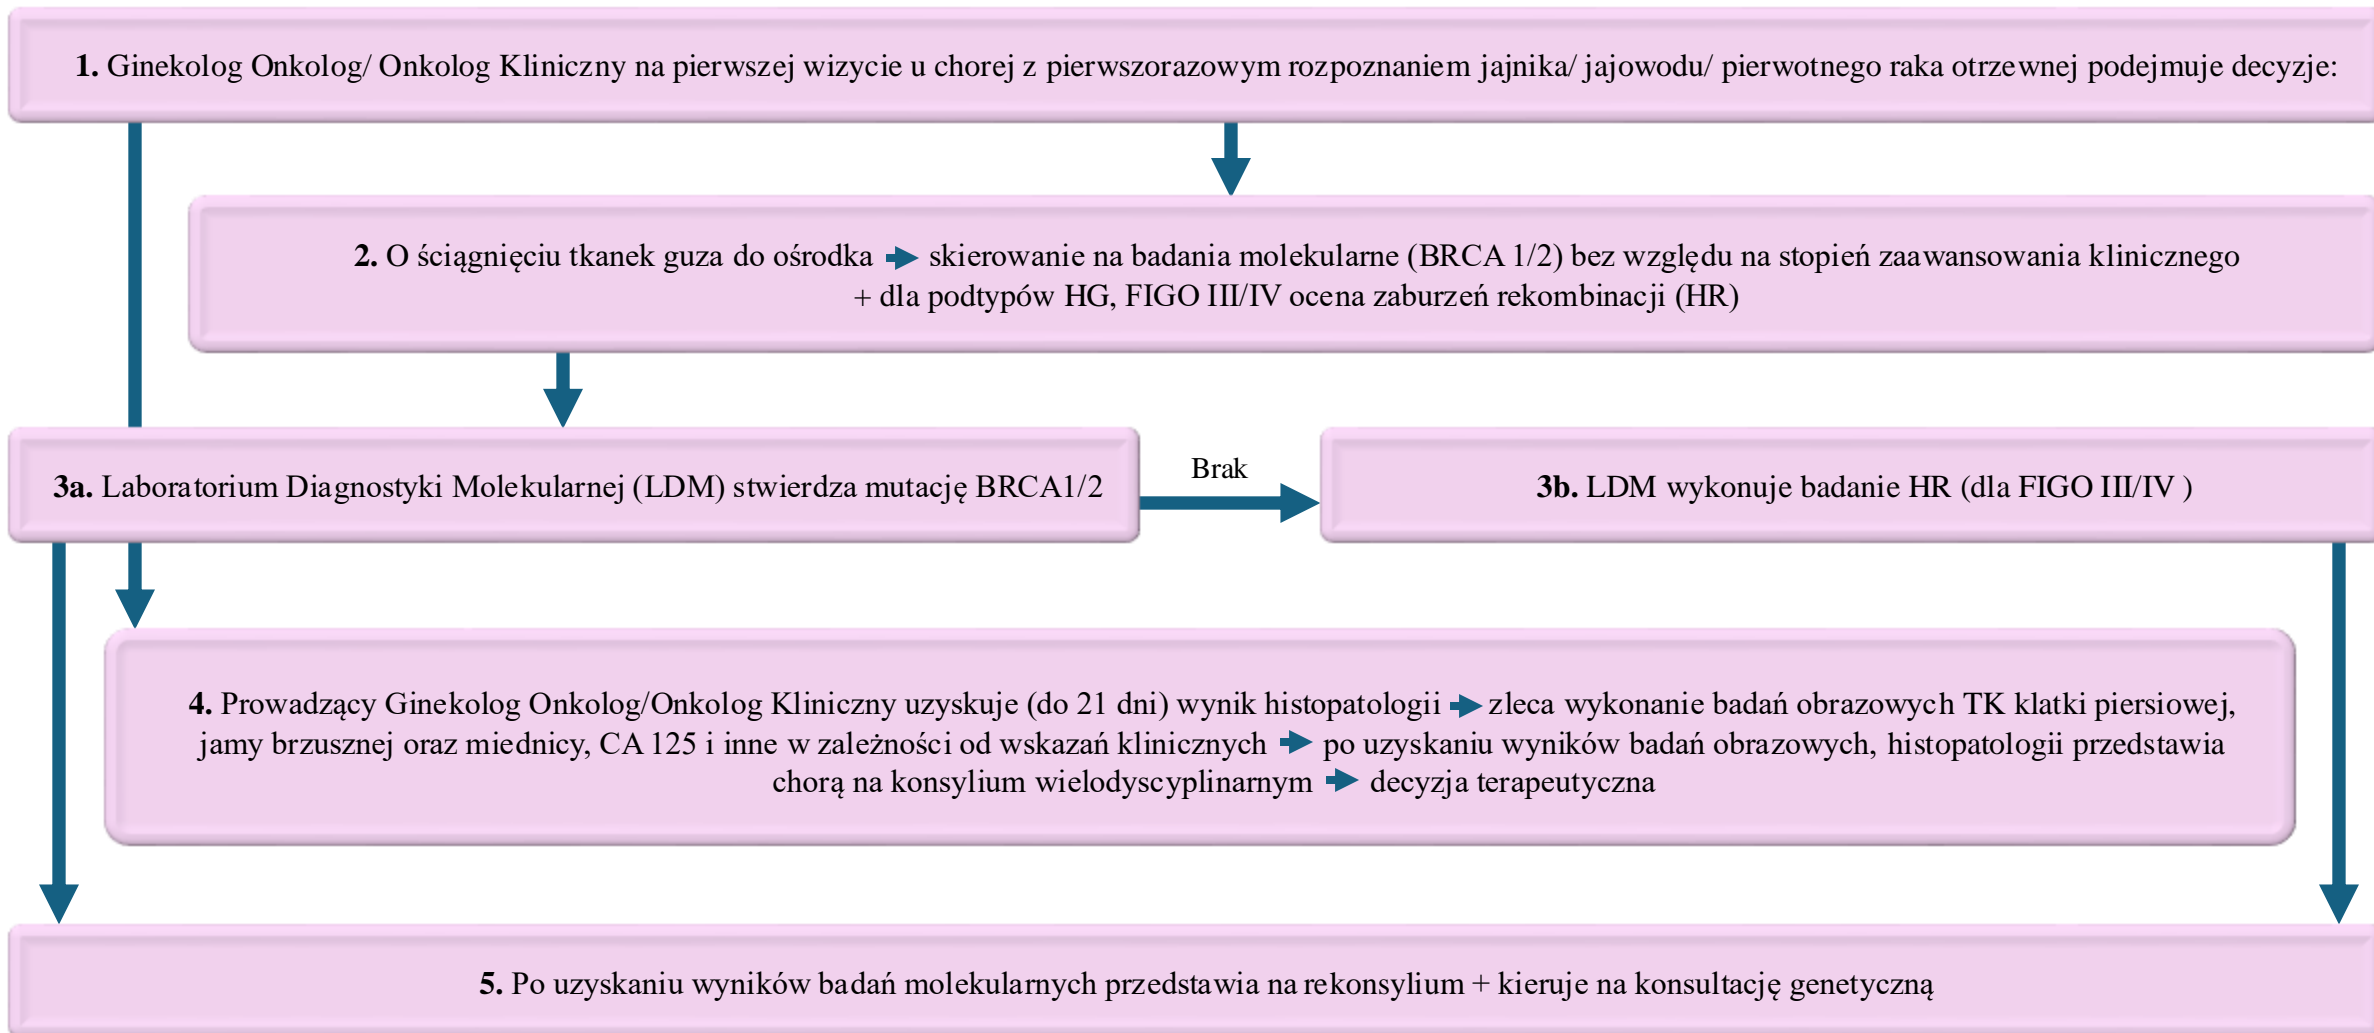 1. Ginekolog Onkolog/ Onkolog Kliniczny na pierwszej wizycie u chorej z pierwszorazowym rozpoznaniem jajnika/ jajowodu/ pierwotnego raka otrzewnej podejmuje decyzje:
2. O ściągnięciu tkanek guza do ośrodka skierowanie na badania molekularne (BRCA 1/2) bez względu na stopień zaawansowania klinicznego
+ dla podtypów HG, FIGO III/IV ocena zaburzeń rekombinacji (HR)
3a. Laboratorium Diagnostyki Molekularnej (LDM) stwierdza mutację BRCA1/2
Brak
3b. LDM wykonuje badanie HR (dla FIGO III/IV )
4. Prowadzący Ginekolog Onkolog/Onkolog Kliniczny uzyskuje (do 21 dni) wynik histopatologii zleca wykonanie badań obrazowych TK klatki piersiowej,
jamy brzusznej oraz miednicy, CA 125 i inne w zależności od wskazań klinicznych po uzyskaniu wyników badań obrazowych, histopatologii przedstawia
chorą na konsylium wielodyscyplinarnym decyzja terapeutyczna
5. Po uzyskaniu wyników badań molekularnych przedstawia na rekonsylium + kieruje na konsultację genetyczną